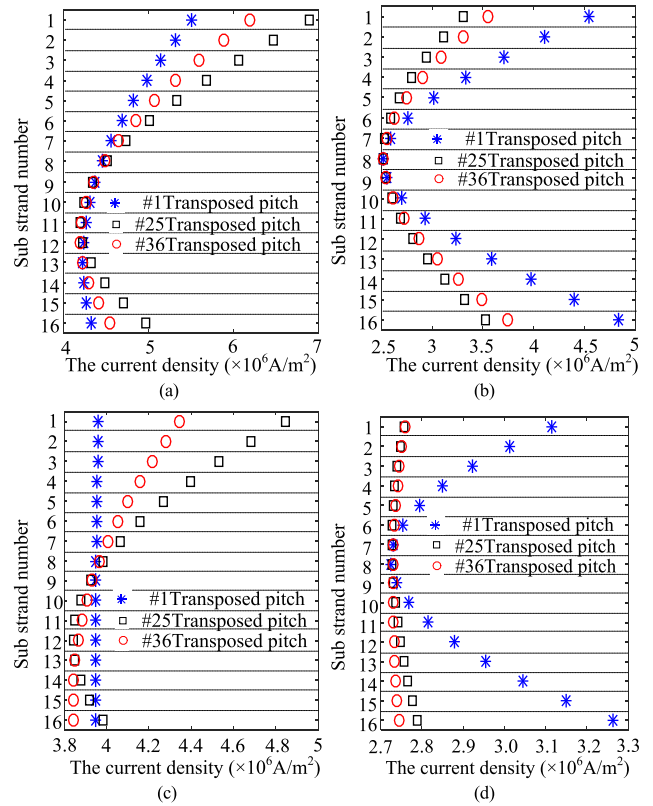 Sub strand number
1
2
3
4
5
6
7
8
9
10
11
12
13
14
15
16
#1Transposed pitch
#25Transposed pitch
#36Transposed pitch
4 5 6 7
The current density (×10⁶A/m²)
(a)
Sub strand number
1
2
3
4
5
6
7
8
9
10
11
12
13
14
15
16
#1Transposed pitch
#25Transposed pitch
#36Transposed pitch
2.5 3 3.5 4 4.5 5
The current density (×10⁶A/m²)
(b)
Sub strand number
1
2
3
4
5
6
7
8
9
10
11
12
13
14
15
16
#1Transposed pitch
#25Transposed pitch
#36Transposed pitch
3.8 4 4.2 4.4 4.6 4.8 5
The current density (×10⁶A/m²)
(c)
Sub strand number
1
2
3
4
5
6
7
8
9
10
11
12
13
14
15
16
#1Transposed pitch
#25Transposed pitch
#36Transposed pitch
2.7 2.8 2.9 3.0 3.1 3.2 3.3
The current density (×10⁶A/m²)
(d)